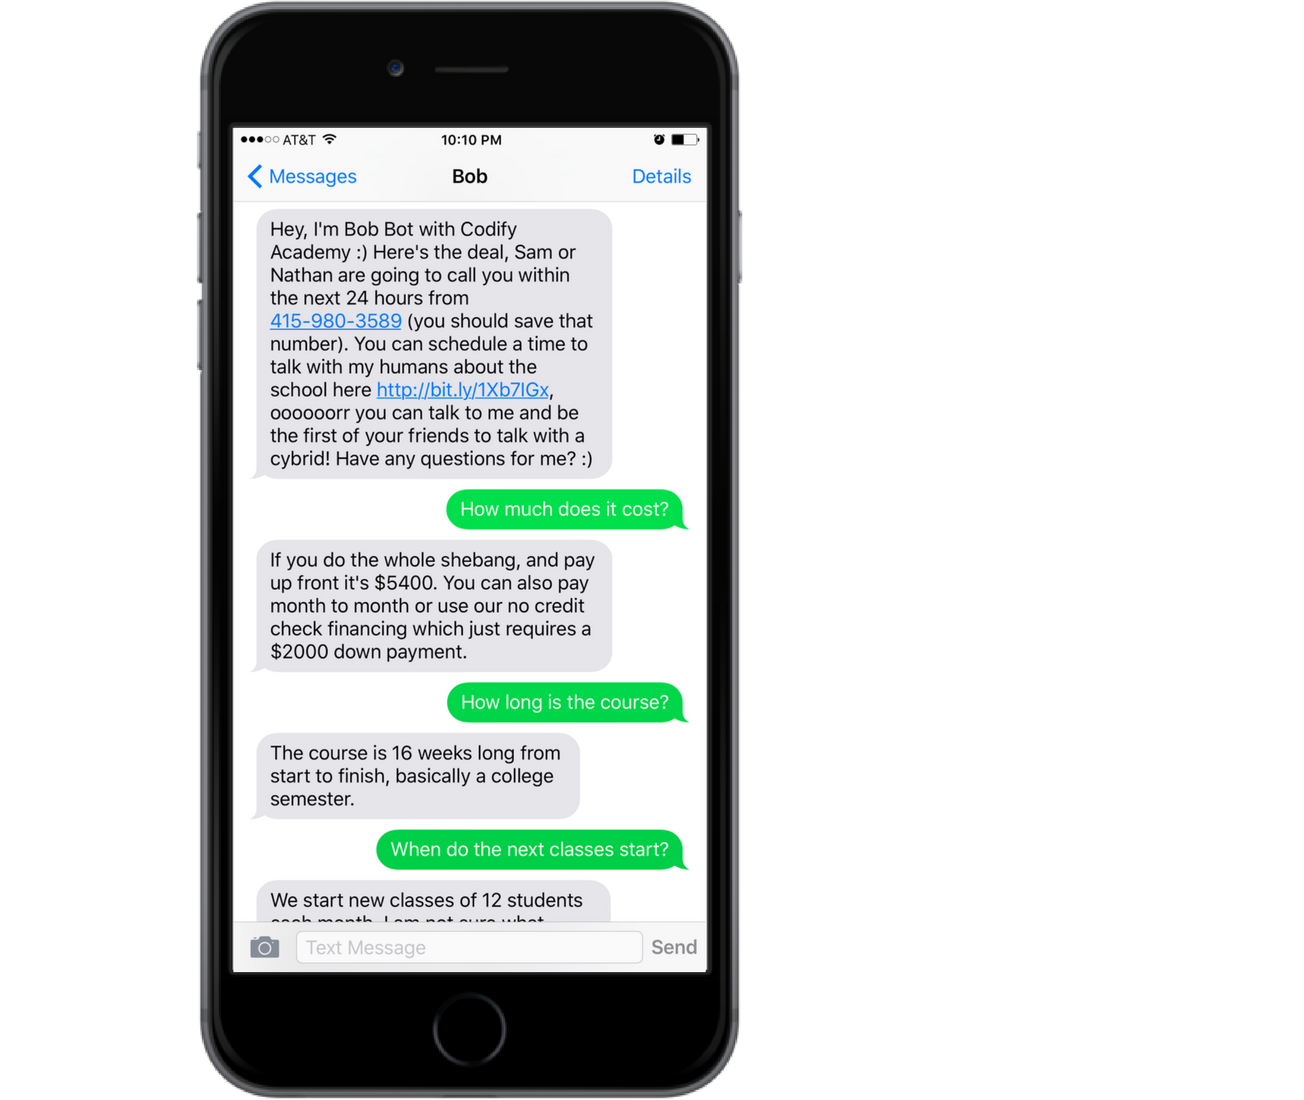 AT&T 10:10 PM
Messages Bob Details
Hey, I'm Bob Bot with Codify
Academy :) Here's the deal, Sam or
Nathan are going to call you within
the next 24 hours from
415-980-3589 (you should save that
number). You can schedule a time to
talk with my humans about the
school here http://bit.ly/1Xb7IGx,
oooooorr you can talk to me and be
the first of your friends to talk with a
cybrid! Have any questions for me? :)
How much does it cost?
If you do the whole shebang, and pay
up front it's $5400. You can also pay
month to month or use our no credit
check financing which just requires a
$2000 down payment.
How long is the course?
The course is 16 weeks long from
start to finish, basically a college
semester.
When do the next classes start?
We start new classes of 12 students
each month. I am not sure what
Text Message Send